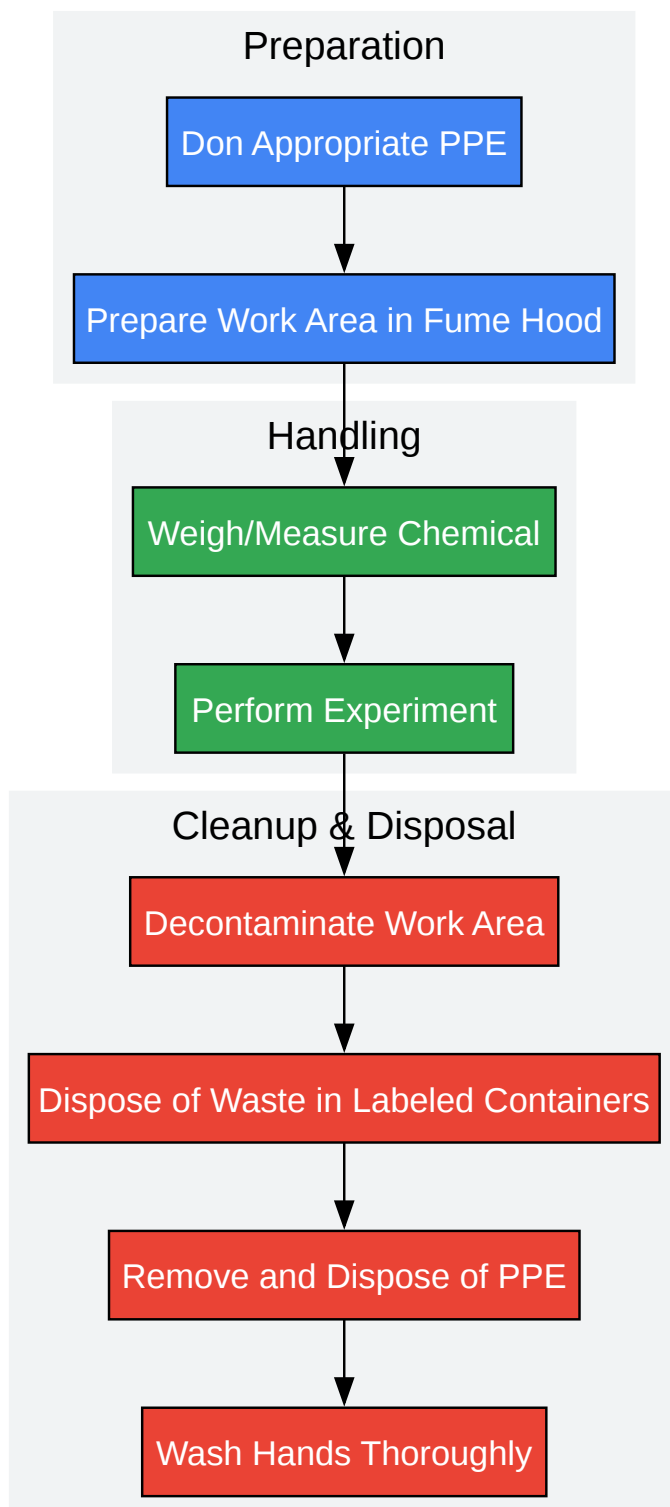 Preparation
Don Appropriate PPE
Prepare Work Area in Fume Hood
Handling
Weigh/Measure Chemical
Perform Experiment
Cleanup & Disposal
Decontaminate Work Area
Dispose of Waste in Labeled Containers
Remove and Dispose of PPE
Wash Hands Thoroughly